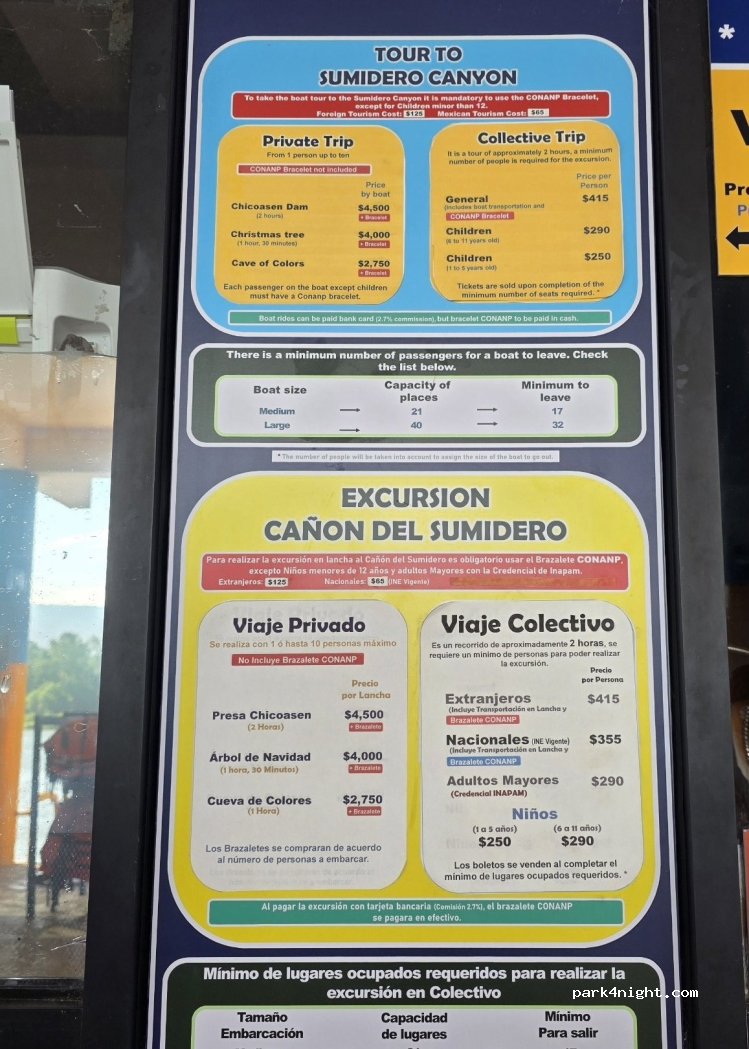 TOUR TO
SUMIDERO CANYON
To take the boat tour to the Sumidero Canyon it is mandatory to use the CONANP Bracelet,
except for Children minor than 12.
Foreign Tourism Cost: $125 Mexican Tourism Cost: $65
Private Trip
From 1 person up to ten
CONANP Bracelet not included
Price
by boat
Chicoasen Dam $4,500
(2 hours) + Bracelet
Christmas tree $4,000
(1 hour, 30 minutes) + Bracelet
Cave of Colors $2,750
+ Bracelet
Each passenger on the boat except children
must have a Conanp bracelet.
Collective Trip
It is a tour of approximately 2 hours, a minimum
number of people is required for the excursion.
Price per
Person
General $415
(Includes boat transportation and
CONANP Bracelet
Children $290
(6 to 11 years old)
Children $250
(1 to 5 years old)
Tickets are sold upon completion of the
minimum number of seats required. *
Boat rides can be paid bank card (2.7% commission), but bracelet CONANP to be paid in cash.
There is a minimum number of passengers for a boat to leave. Check
the list below.
Boat size Capacity of places Minimum to leave
Medium → 21 → 17
Large → 40 → 32
* The number of people will be taken into account to assign the size of the boat to go out.
EXCURSION
CAÑON DEL SUMIDERO
Para realizar la excursión en lancha al Cañón del Sumidero es obligatorio usar el Brazalete CONANP,
excepto Niños menores de 12 años y adultos Mayores con la Credencial de Inapam.
Extranjeros: $125 Nacionales: $65 (INE Vigente)
Viaje Privado
Se realiza con 1 ó hasta 10 personas máximo
No Incluye Brazalete CONANP
Precio
por Lancha
Presa Chicoasen $4,500
(2 Horas) + Brazalete
Árbol de Navidad $4,000
(1 hora, 30 Minutos) + Brazalete
Cueva de Colores $2,750
(1 Hora) + Brazalete
Los Brazaletes se compraran de acuerdo
al número de personas a embarcar.
Viaje Colectivo
Es un recorrido de aproximadamente 2 horas, se
requiere un minimo de personas para poder realizar
la excursión.
Precio
por Persona
Extranjeros $415
(Incluye Transportación en Lancha y
Brazalete CONANP
Nacionales (INE Vigente) $355
(Incluye Transportación en Lancha y
Brazalete CONANP
Adultos Mayores $290
(Credencial INAPAM)
Niños
(1 a 5 años) (6 a 11 años)
$250 $290
Los boletos se venden al completar el
minimo de lugares ocupados requeridos. *
Al pagar la excursión con tarjeta bancaria (Comisión 2.7%), el brazalete CONANP
se pagara en efectivo.
Mínimo de lugares ocupados requeridos para realizar la
excursión en Colectivo
Tamaño Capacidad Mínimo
Embarcación de lugares Para salir
park4night.com